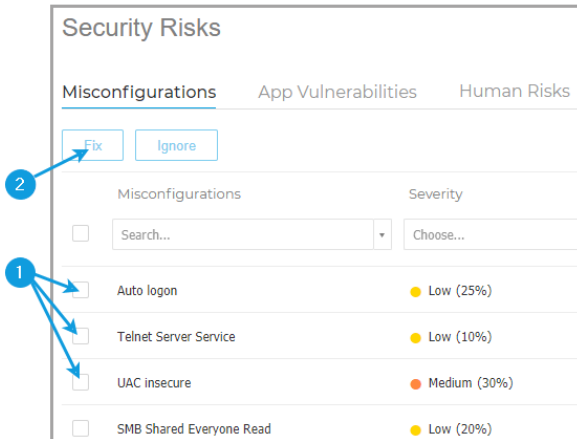 Security Risks
Misconfigurations App Vulnerabilities Human Risks
Fix Ignore
2
Misconfigurations Severity
Search... Choose...
1
Auto logon Low (25%)
Telnet Server Service Low (10%)
UAC insecure Medium (30%)
SMB Shared Everyone Read Low (20%)